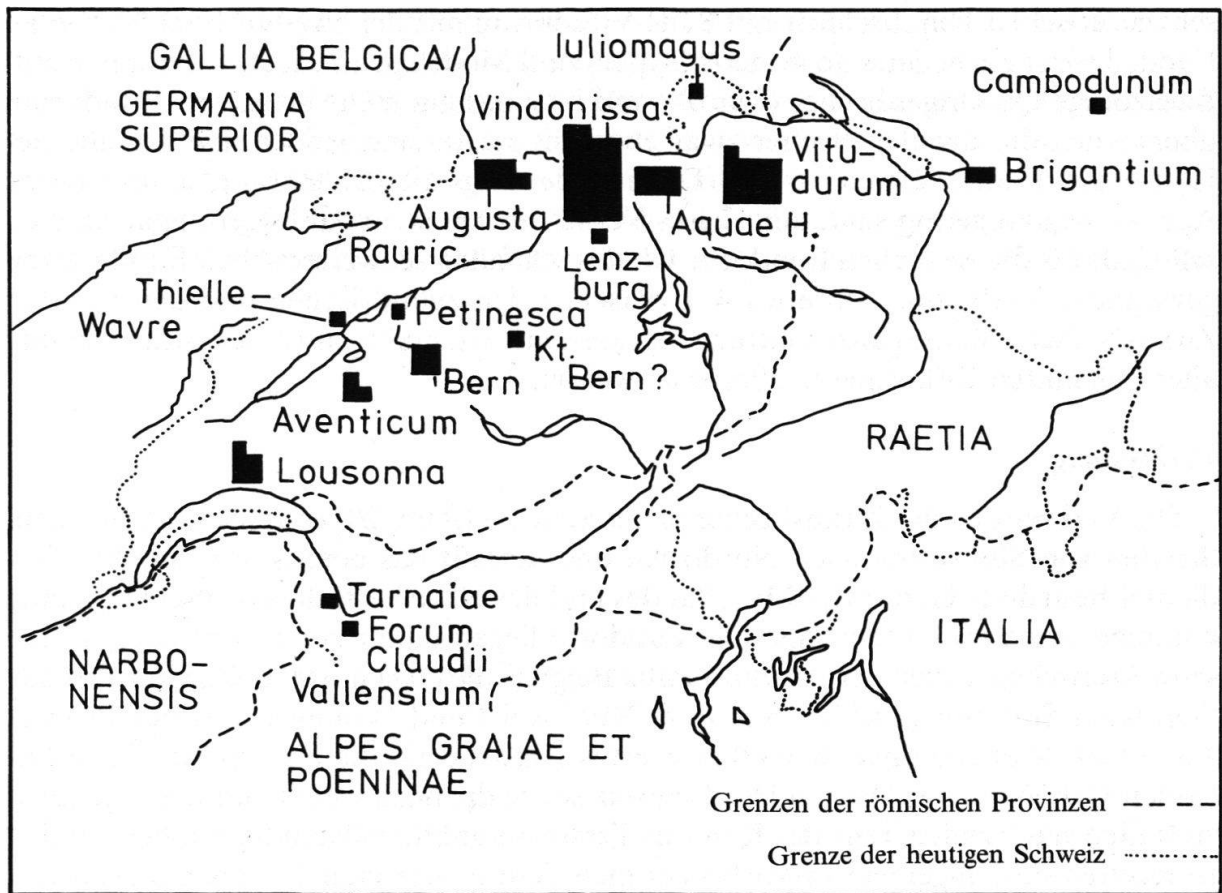 GALLIA BELGICA/
GERMANIA
SUPERIOR
Iuliomagus
Cambodunum
Vindonissa
Vitu-
durum
Brigantium
Augusta
Rauric.
Aquae H.
Lenz-
burg
Thielle-
Wavre
Petinesca
Kt.
Bern?
Bern
Aventicum
Lousonna
RAETIA
Tarnaiae
Forum
Claudii
Vallensium
NARBO-
NENSIS
ITALIA
ALPES GRAIAE ET
POENINAE
Grenzen der römischen Provinzen
Grenze der heutigen Schweiz